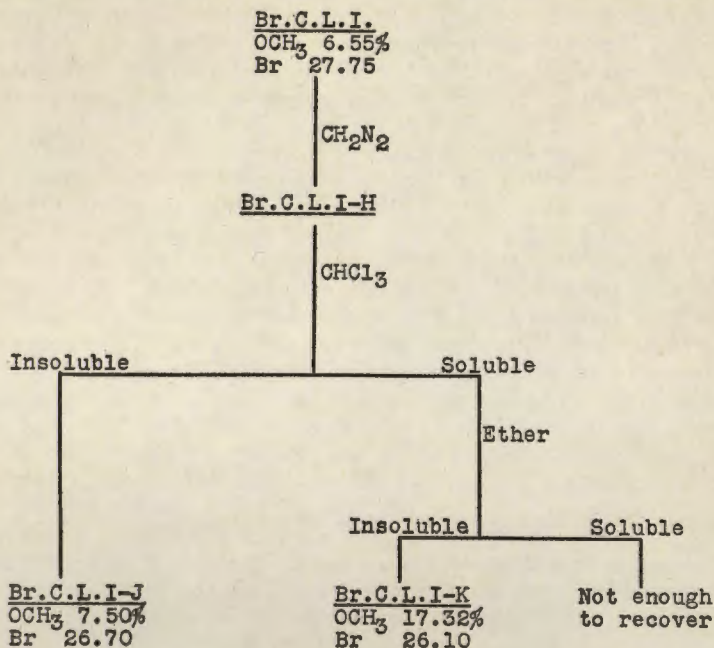 Br.C.L.I.
OCH3 6.55%
Br 27.75
CH2N2
Br.C.L.I-H
CHCl3
Insoluble
Soluble
Ether
Insoluble
Soluble
Br.C.L.I-J
OCH3 7.50%
Br 26.70
Br.C.L.I-K
OCH3 17.32%
Br 26.10
Not enough
to recover